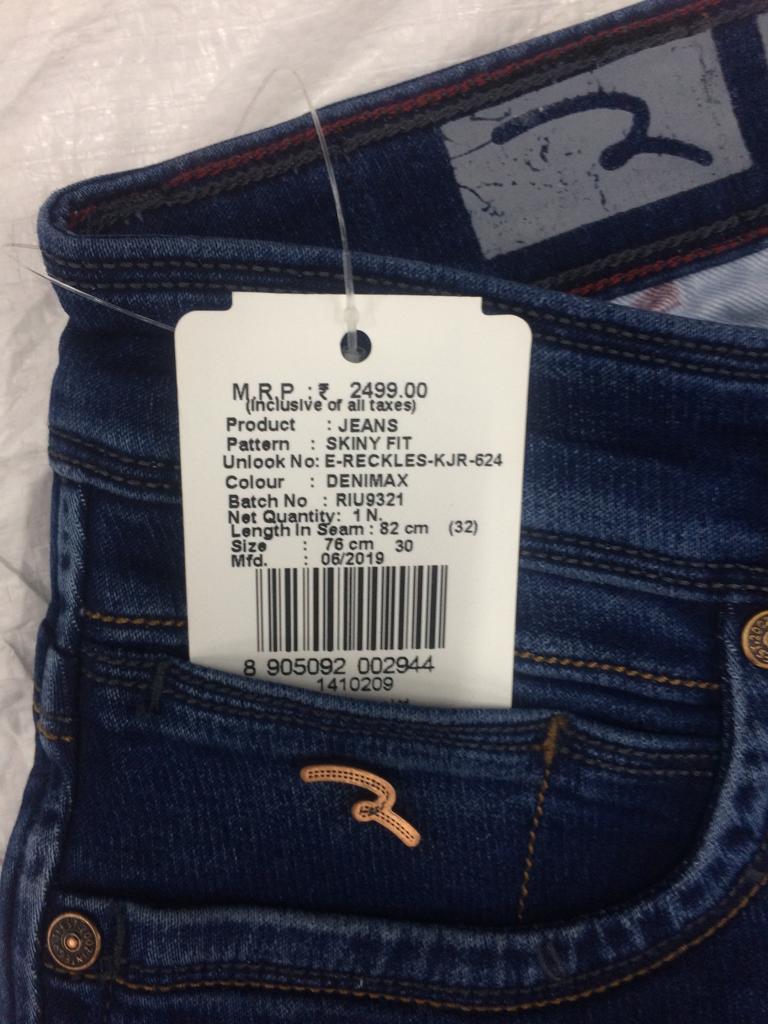 M.R.P : ₹ 2499.00
(Inclusive of all taxes)
Product : JEANS
Pattern : SKINY FIT
Unlook No: E-RECKLES-KJR-624
Colour : DENIMAX
Batch No : RIU9321
Net Quantity: 1 N.
Length In Seam : 82 cm (32)
Size : 76 cm 30
Mfd. : 06/2019
8 905092 002944
1410209